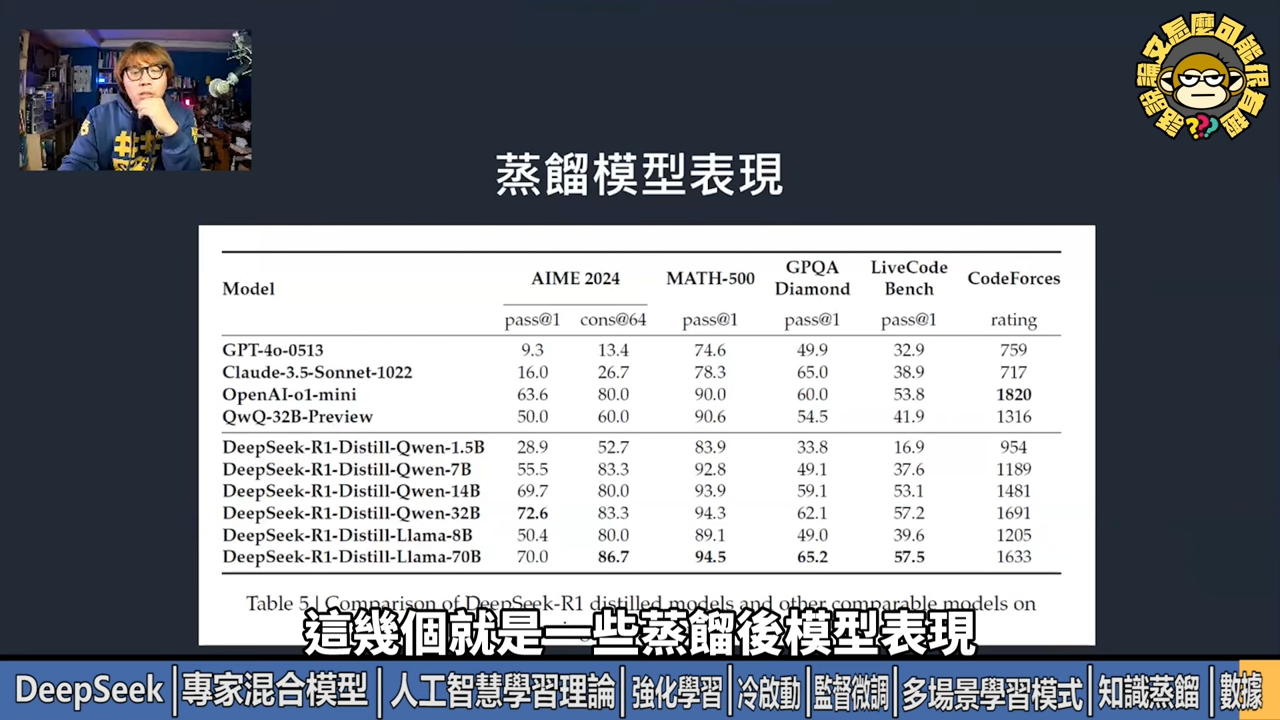 論文怎麼可能很有趣
???
蒸餾模型表現
Model AIME 2024 MATH-500 GPQA Diamond LiveCode Bench CodeForces
pass@1 cons@64 pass@1 pass@1 pass@1 rating
GPT-4o-0513 9.3 13.4 74.6 49.9 32.9 759
Claude-3.5-Sonnet-1022 16.0 26.7 78.3 65.0 38.9 717
OpenAI-o1-mini 63.6 80.0 90.0 60.0 53.8 1820
QwQ-32B-Preview 50.0 60.0 90.6 54.5 41.9 1316
DeepSeek-R1-Distill-Qwen-1.5B 28.9 52.7 83.9 33.8 16.9 954
DeepSeek-R1-Distill-Qwen-7B 55.5 83.3 92.8 49.1 37.6 1189
DeepSeek-R1-Distill-Qwen-14B 69.7 80.0 93.9 59.1 53.1 1481
DeepSeek-R1-Distill-Qwen-32B 72.6 83.3 94.3 62.1 57.2 1691
DeepSeek-R1-Distill-Llama-8B 50.4 80.0 89.1 49.0 39.6 1205
DeepSeek-R1-Distill-Llama-70B 70.0 86.7 94.5 65.2 57.5 1633
Table 5 | Comparison of DeepSeek-R1 distilled models and other comparable models on
這幾個就是一些蒸餾後模型表現
DeepSeek|專家混合模型|人工智慧學習理論|強化學習|冷啟動|監督微調|多場景學習模式|知識蒸餾|數據